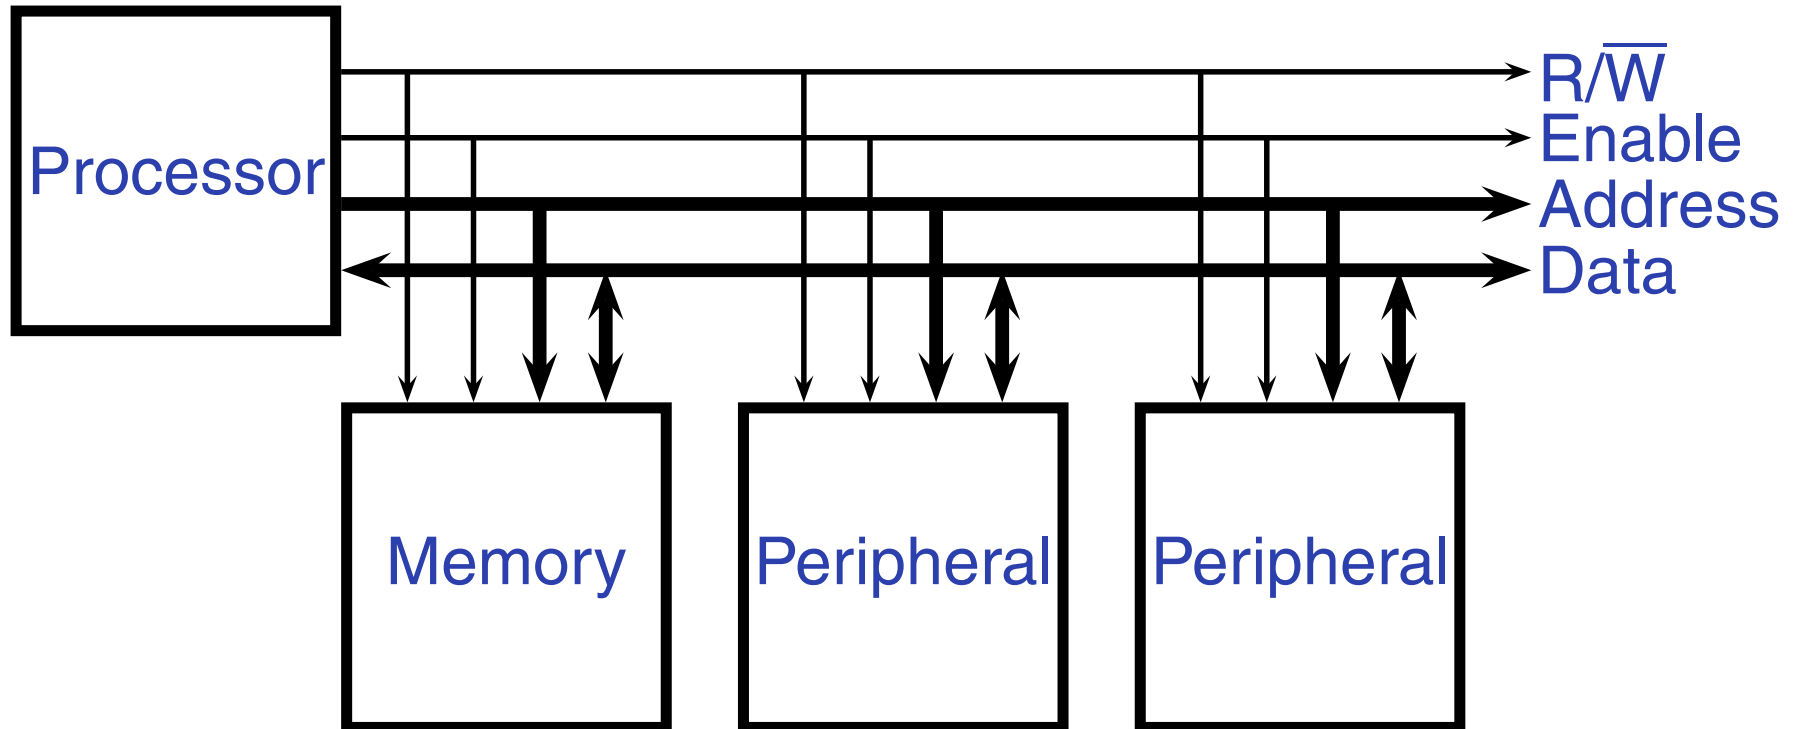 R/W̅
Enable
Processor
Address
Data
Memory Peripheral Peripheral